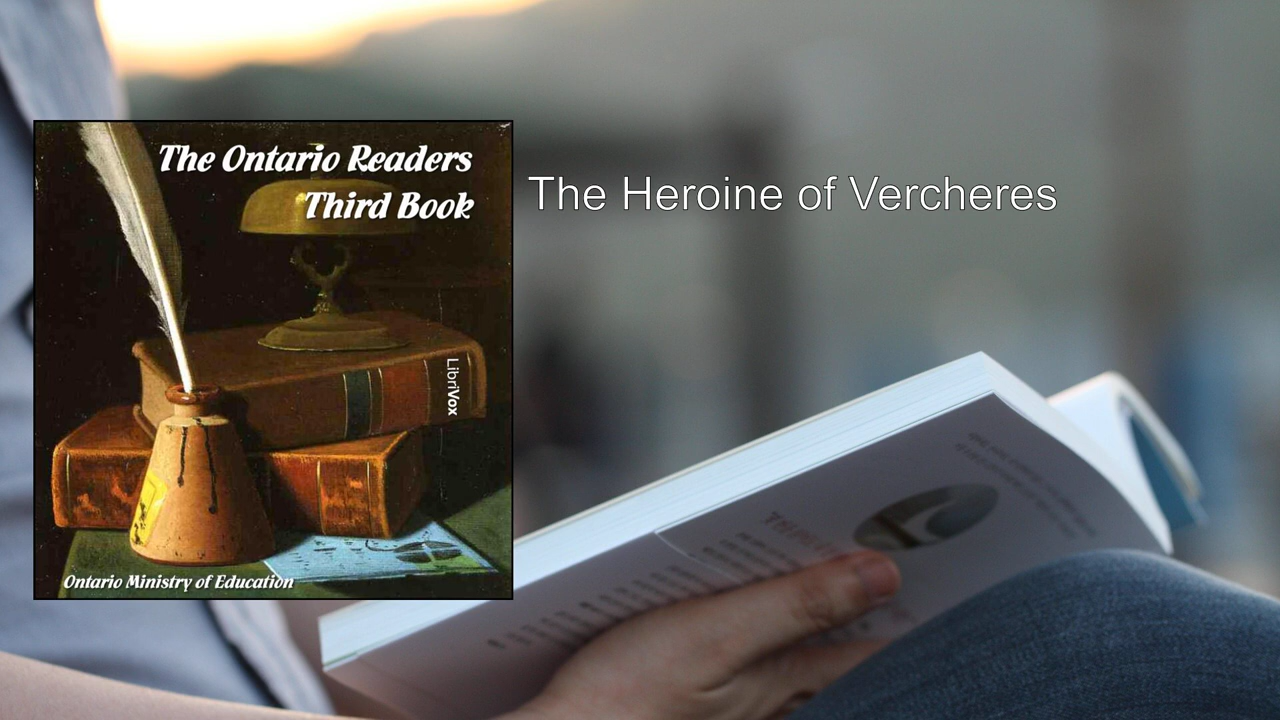 The Ontario Readers
Third Book
LibriVox
Ontario Ministry of Education
The Heroine of Vercheres